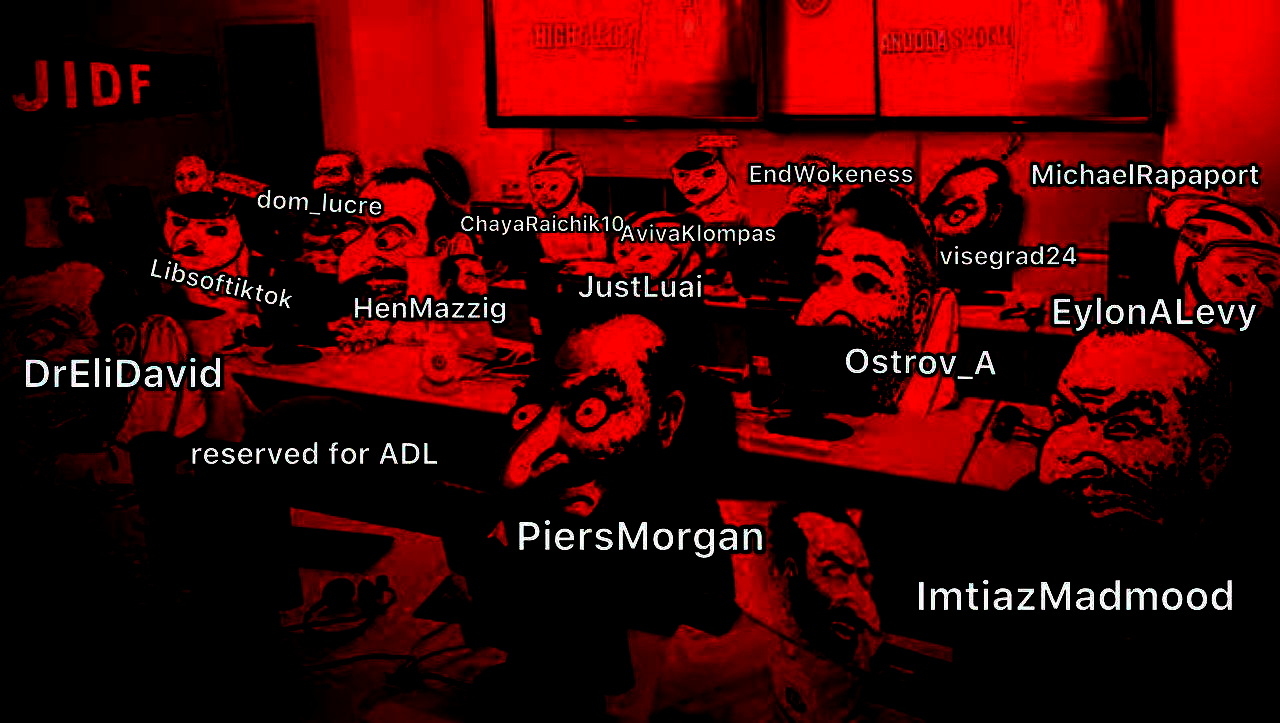 JIDF
EndWokeness
MichaelRapaport
dom_lucre
ChayaRaichik10
AvivaKlompas
visegrad24
Libsoftiktok
JustLuai
HenMazzig
EylonALevy
DrEliDavid
Ostrov_A
reserved for ADL
PiersMorgan
ImtiazMadmood